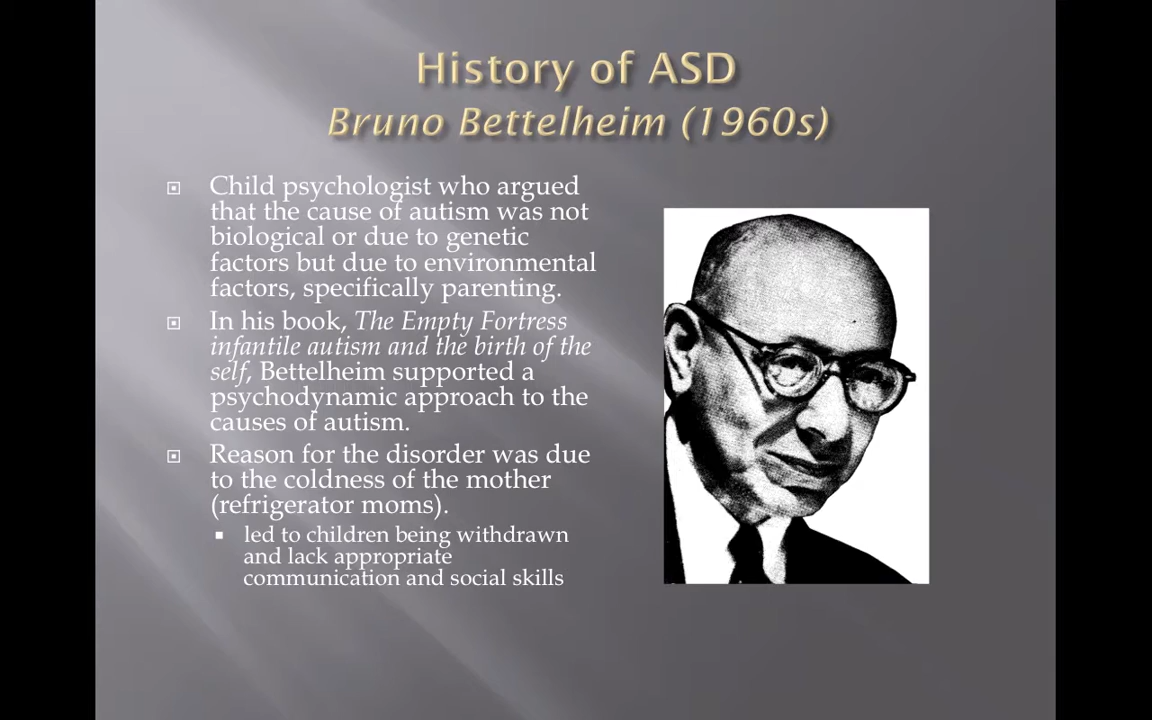 History of ASD
Bruno Bettelheim (1960s)
Child psychologist who argued
that the cause of autism was not
biological or due to genetic
factors but due to environmental
factors, specifically parenting.
In his book, The Empty Fortress
infantile autism and the birth of the
self, Bettelheim supported a
psychodynamic approach to the
causes of autism.
Reason for the disorder was due
to the coldness of the mother
(refrigerator moms).
led to children being withdrawn
and lack appropriate
communication and social skills